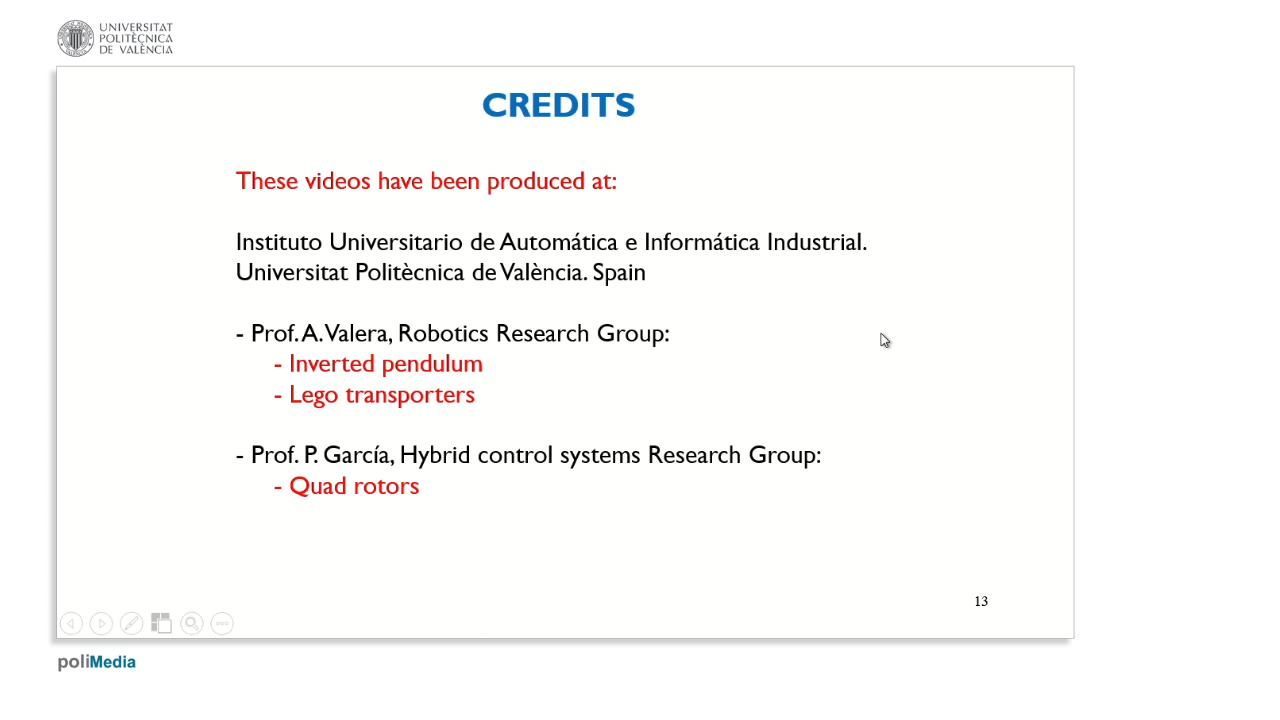 UNIVERSITAT
POLITÈCNICA
DE VALÈNCIA
CREDITS
These videos have been produced at:
Instituto Universitario de Automática e Informática Industrial.
Universitat Politècnica de València. Spain
- Prof. A. Valera, Robotics Research Group:
- Inverted pendulum
- Lego transporters
- Prof. P. García, Hybrid control systems Research Group:
- Quad rotors
13
poliMedia